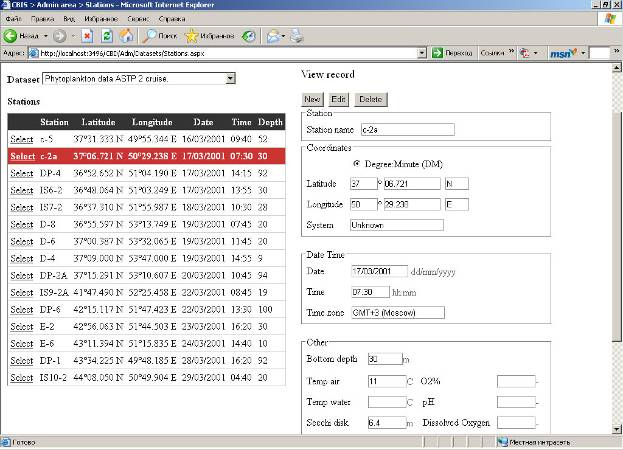 CBIS > Admin area > Stations - Microsoft Internet Explorer
Файл Правка Вид Избранное Сервис Справка
Назад Поиск Избранное
Адрес: http://localhost:3496/CBD/Adm/Datasets/Stations.aspx Переход Ссылки » msn »
Dataset Phytoplankton data ASTP 2 cruise.
Stations
Station Latitude Longitude Date Time Depth
Select c-5 37°31.333 N 49°55.344 E 16/03/2001 09:40 52
Select c-2a 37°06.721 N 50°29.238 E 17/03/2001 07:30 30
Select DP-4 36°52.652 N 51°04.190 E 17/03/2001 14:15 92
Select IS6-2 36°48.064 N 51°03.249 E 17/03/2001 13:55 30
Select IS7-2 36°37.310 N 51°55.987 E 18/03/2001 10:30 28
Select D-8 36°55.597 N 53°13.749 E 19/03/2001 07:45 20
Select D-6 37°00.387 N 53°32.065 E 19/03/2001 11:45 20
Select D-4 37°09.000 N 53°47.000 E 19/03/2001 14:55 9
Select DP-2A 37°15.291 N 53°10.607 E 20/03/2001 10:45 94
Select IS9-2A 41°47.490 N 52°25.458 E 22/03/2001 08:45 19
Select DP-6 42°15.117 N 51°47.423 E 22/03/2001 13:30 100
Select E-2 42°56.063 N 51°44.503 E 23/03/2001 16:20 30
Select E-6 43°11.394 N 51°15.835 E 24/03/2001 14:40 10
Select DP-1 43°34.225 N 49°48.185 E 28/03/2001 16:20 92
Select IS10-2 44°08.050 N 50°49.904 E 29/03/2001 04:40 20
View record
New Edit Delete
Station
Station name c-2a
Coordinates
Degree:Minute (DM)
Latitude 37 ° 06.721 N
Longitude 50 ° 29.238 E
System Unknown
Date Time
Date 17/03/2001 dd/mm/yyyy
Time 07:30 hh:mm
Time zone GMT+3 (Moscow)
Other
Bottom depth 30 m
Temp air 11 C O2% -
Temp water C pH -
Secchi disk 6.4 m Dissolved Oxygen -
Готово Местная интрасеть